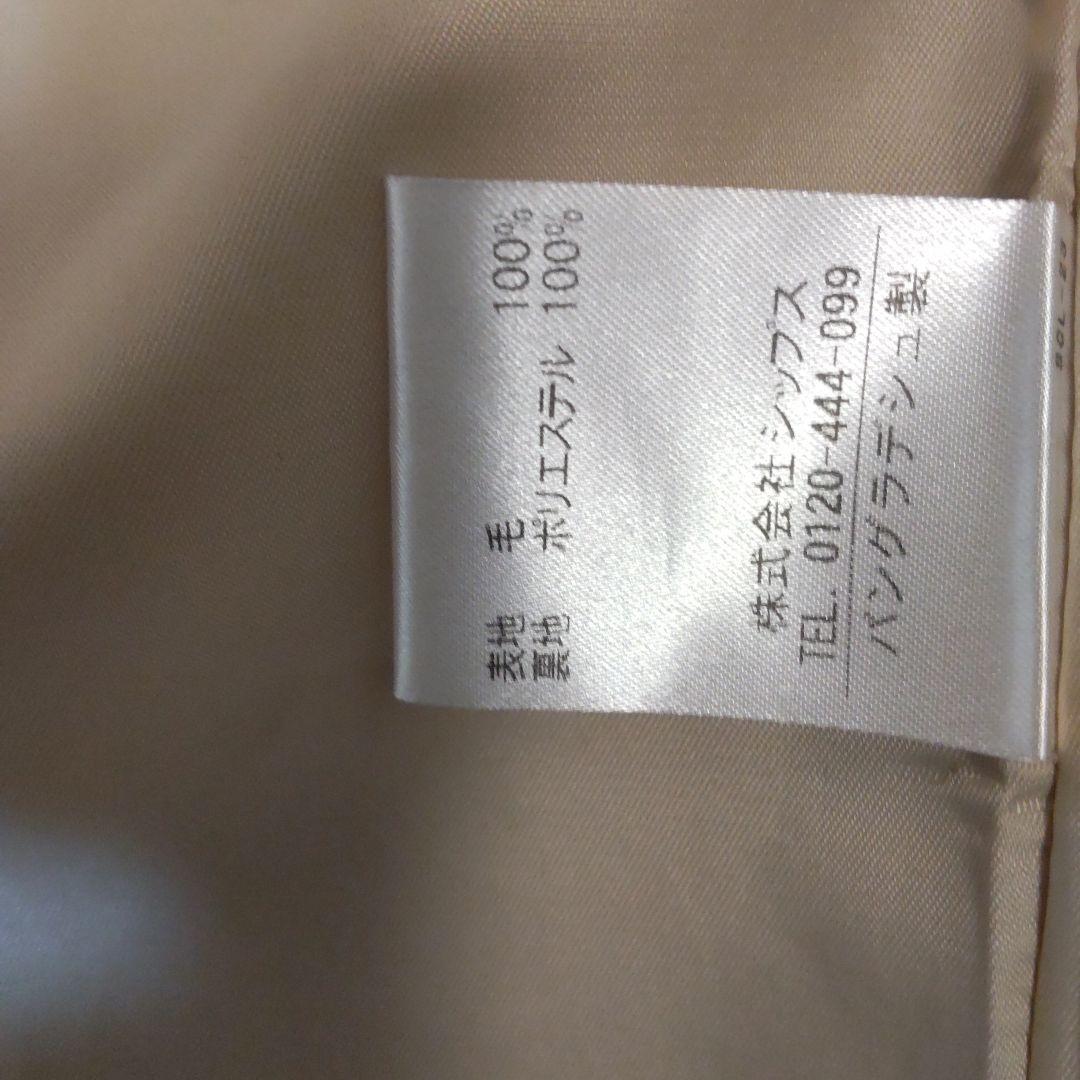 表地 毛 100%
裏地 ポリエステル 100%
株式会社シップス
TEL. 0120-444-099
バングラデシュ製